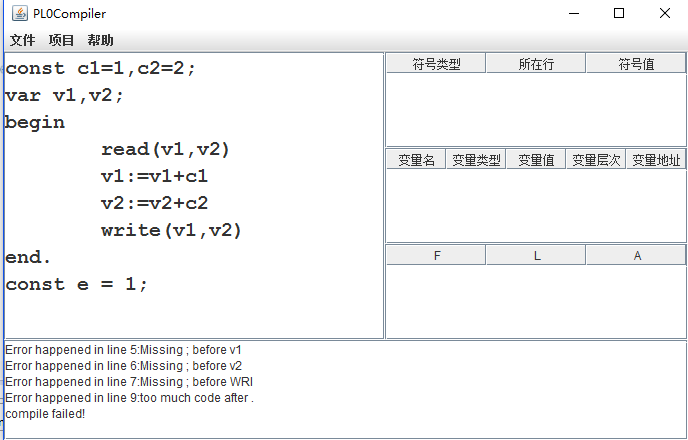 PL0Compiler
文件 项目 帮助
const c1=1,c2=2;
var v1,v2;
begin
read(v1,v2)
v1:=v1+c1
v2:=v2+c2
write(v1,v2)
end.
const e = 1;
符号类型 所在行 符号值
变量名 变量类型 变量值 变量层次 变量地址
F L A
Error happened in line 5:Missing ; before v1
Error happened in line 6:Missing ; before v2
Error happened in line 7:Missing ; before WRI
Error happened in line 9:too much code after .
compile failed!